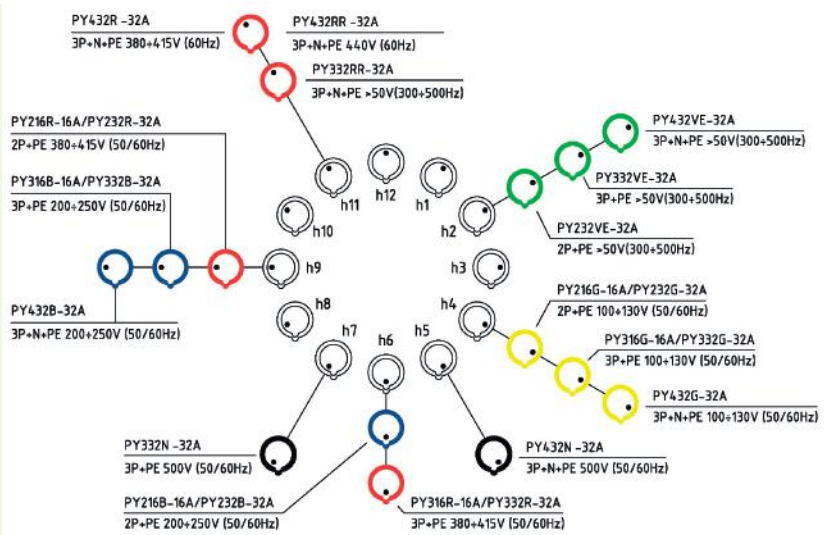 PY432R -32A
3P+N+PE 380÷415V (60Hz)
PY432RR -32A
3P+N+PE 440V (60Hz)
PY332RR-32A
3P+N+PE >50V(300÷500Hz)
PY216R-16A/PY232R-32A
2P+PE 380÷415V (50/60Hz)
PY316B-16A/PY332B-32A
3P+PE 200÷250V (50/60Hz)
PY432B-32A
3P+N+PE 200÷250V (50/60Hz)
PY432VE-32A
3P+N+PE >50V(300÷500Hz)
PY332VE-32A
3P+PE >50V(300÷500Hz)
PY232VE-32A
2P+PE >50V(300÷500Hz)
h12
h1
h2
h3
h4
h5
h6
h7
h8
h9
h10
h11
PY216G-16A/PY232G-32A
2P+PE 100÷130V (50/60Hz)
PY316G-16A/PY332G-32A
3P+PE 100÷130V (50/60Hz)
PY432G-32A
3P+N+PE 100÷130V (50/60Hz)
PY332N -32A
3P+PE 500V (50/60Hz)
PY432N -32A
3P+N+PE 500V (50/60Hz)
PY216B-16A/PY232B-32A
2P+PE 200÷250V (50/60Hz)
PY316R-16A/PY332R-32A
3P+PE 380÷415V (50/60Hz)